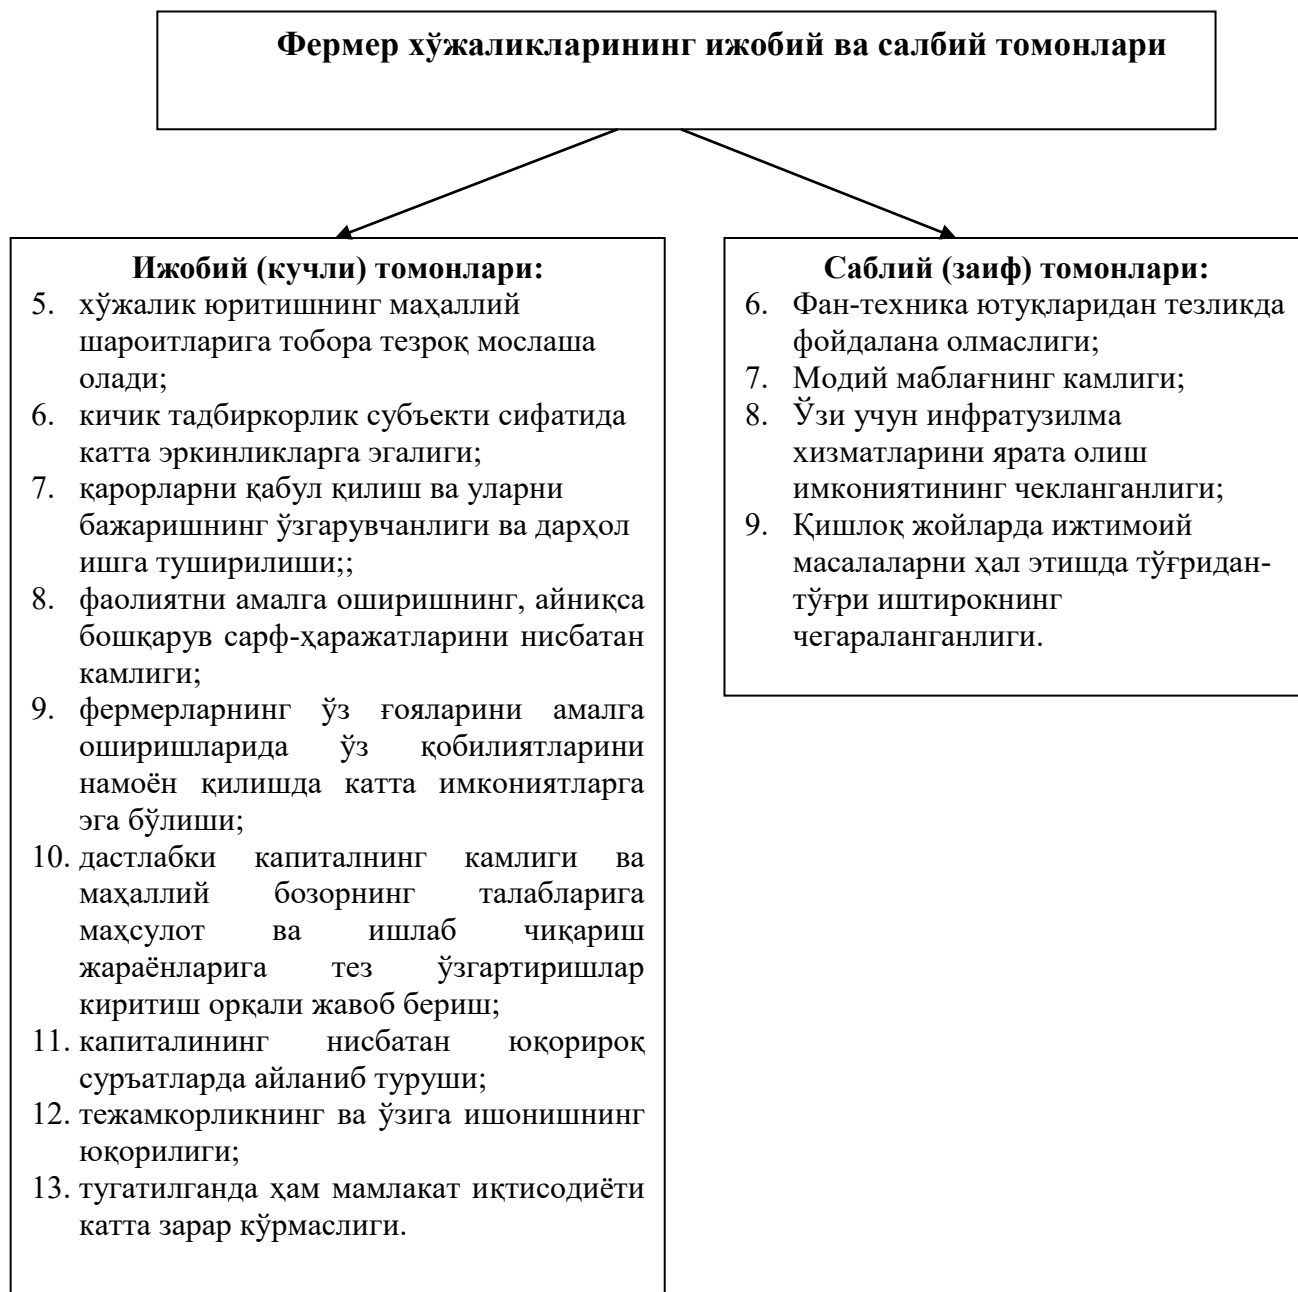 Фермер хўжаликларининг ижобий ва салбий томонлари
Ижобий (кучли) томонлари:
5. хўжалик юритишнинг маҳаллий
шароитларига тобора тезроқ мослаша
олади;
6. кичик тадбиркорлик субъекти сифатида
катта эркинликларга эгалиги;
7. қарорларни қабул қилиш ва уларни
бажаришнинг ўзгарувчанлиги ва дарҳол
ишга туширилиши;;
8. фаолиятни амалга оширишнинг, айниқса
бошқарув сарф-ҳаражатларини нисбатан
камлиги;
9. фермерларнинг ўз ғояларини амалга
оширишларида ўз қобилиятларини
намоён қилишда катта имкониятларга
эга бўлиши;
10. дастлабки капиталнинг камлиги ва
маҳаллий бозорнинг талабларига
маҳсулот ва ишлаб чиқариш
жараёнларига тез ўзгартиришлар
киритиш орқали жавоб бериш;
11. капиталининг нисбатан юқорироқ
суръатларда айланиб туруши;
12. тежамкорликнинг ва ўзига ишонишнинг
юқорилиги;
13. тугатилганда ҳам мамлакат иқтисодиёти
катта зарар кўрмаслиги.
Саблий (заиф) томонлари:
6. Фан-техника ютуқларидан тезликда
фойдалана олмаслиги;
7. Модий маблағнинг камлиги;
8. Ўзи учун инфратузилма
хизматларини ярата олиш
имкониятининг чекланганлиги;
9. Қишлоқ жойларда ижтимоий
масалаларни ҳал этишда тўғридан-
тўғри иштирокнинг
чегараланганлиги.